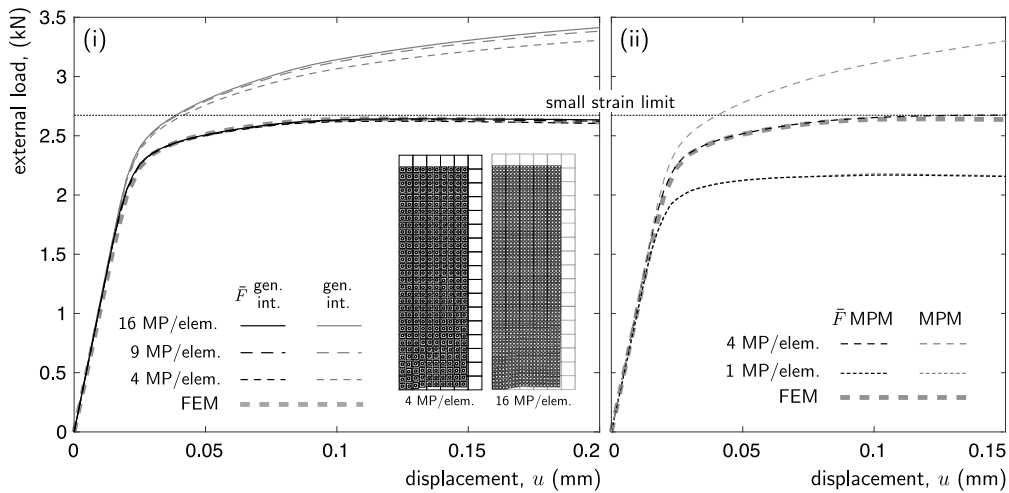 3.5
3
2.5
2
1.5
1
0.5
0
external load, (kN)
(i)
small strain limit
F̄ gen. int.
gen. int.
16 MP/elem.
9 MP/elem.
4 MP/elem.
FEM
4 MP/elem.
16 MP/elem.
0
0.05
0.1
0.15
0.2
displacement, u (mm)
(ii)
F̄ MPM
MPM
4 MP/elem.
1 MP/elem.
FEM
0
0.05
0.1
0.15
displacement, u (mm)